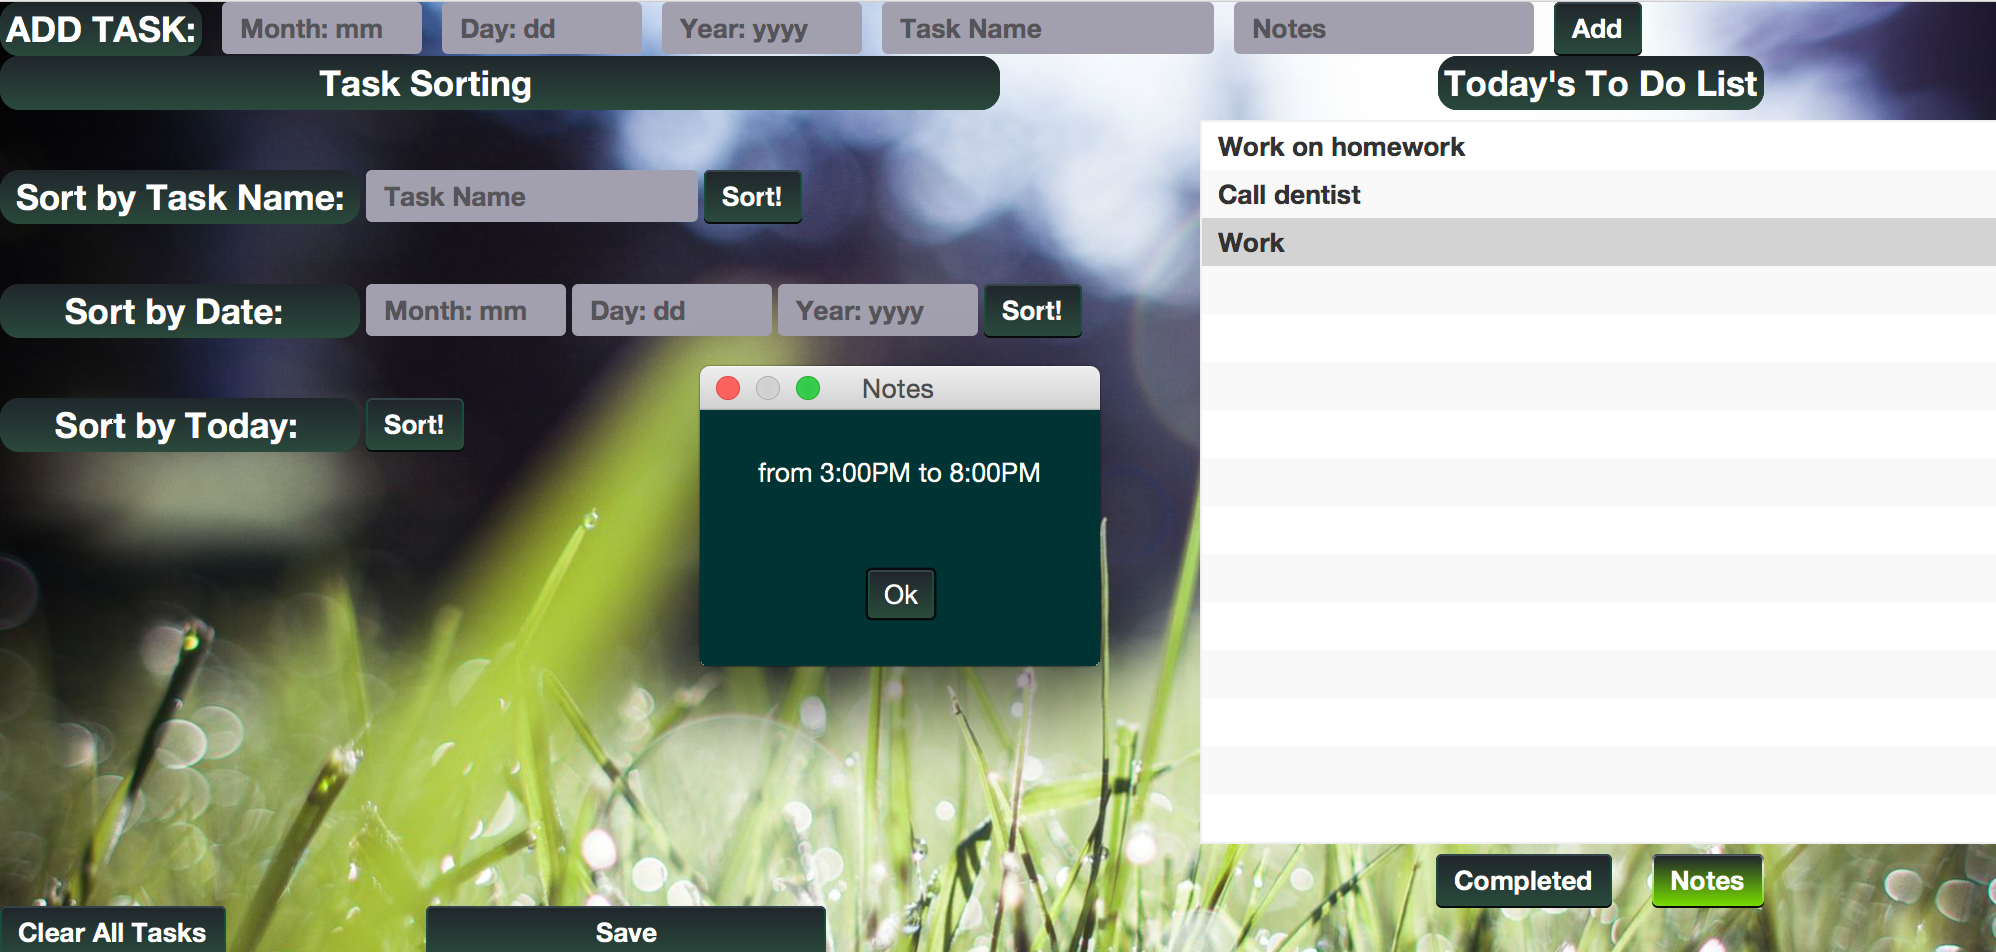 ADD TASK: Month: mm Day: dd Year: yyyy Task Name Notes Add
Task Sorting
Today's To Do List
Sort by Task Name: Task Name Sort!
Sort by Date: Month: mm Day: dd Year: yyyy Sort!
Sort by Today: Sort!
Notes
from 3:00PM to 8:00PM
Ok
Work on homework
Call dentist
Work
Completed Notes
Clear All Tasks Save